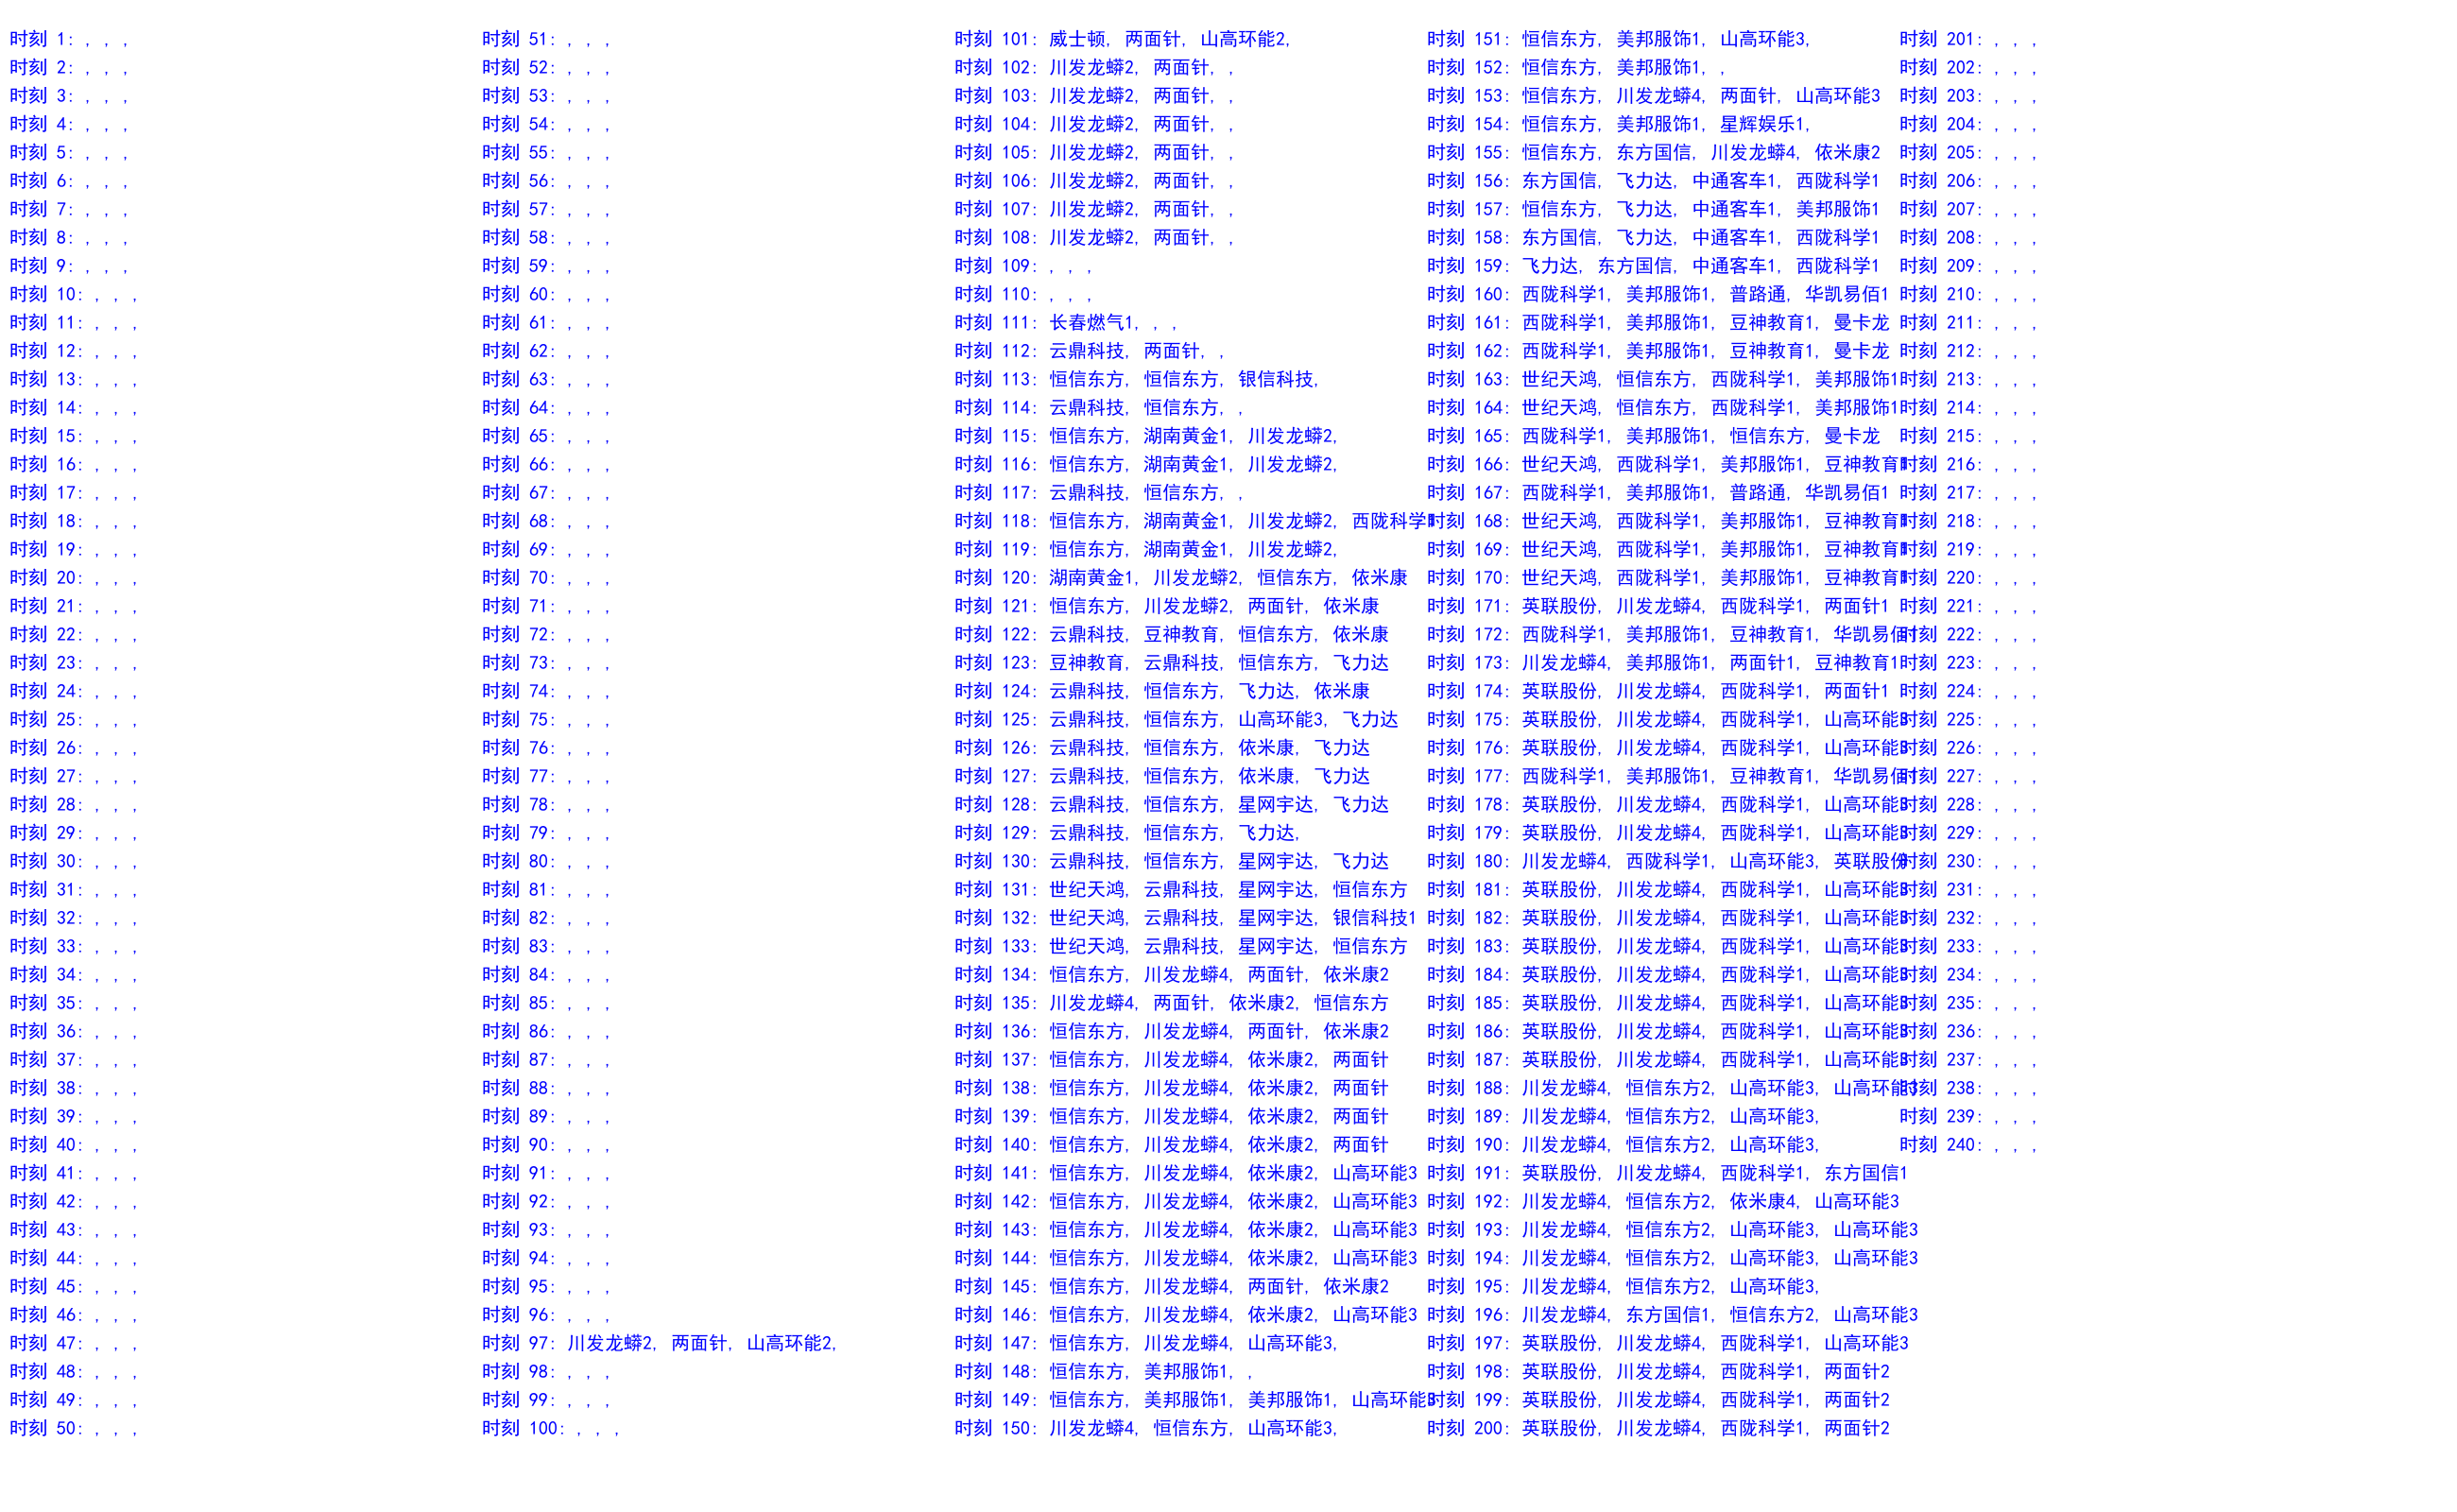 时刻 1: , , ,
时刻 2: , , ,
时刻 3: , , ,
时刻 4: , , ,
时刻 5: , , ,
时刻 6: , , ,
时刻 7: , , ,
时刻 8: , , ,
时刻 9: , , ,
时刻 10: , , ,
时刻 11: , , ,
时刻 12: , , ,
时刻 13: , , ,
时刻 14: , , ,
时刻 15: , , ,
时刻 16: , , ,
时刻 17: , , ,
时刻 18: , , ,
时刻 19: , , ,
时刻 20: , , ,
时刻 21: , , ,
时刻 22: , , ,
时刻 23: , , ,
时刻 24: , , ,
时刻 25: , , ,
时刻 26: , , ,
时刻 27: , , ,
时刻 28: , , ,
时刻 29: , , ,
时刻 30: , , ,
时刻 31: , , ,
时刻 32: , , ,
时刻 33: , , ,
时刻 34: , , ,
时刻 35: , , ,
时刻 36: , , ,
时刻 37: , , ,
时刻 38: , , ,
时刻 39: , , ,
时刻 40: , , ,
时刻 41: , , ,
时刻 42: , , ,
时刻 43: , , ,
时刻 44: , , ,
时刻 45: , , ,
时刻 46: , , ,
时刻 47: , , ,
时刻 48: , , ,
时刻 49: , , ,
时刻 50: , , ,
时刻 51: , , ,
时刻 52: , , ,
时刻 53: , , ,
时刻 54: , , ,
时刻 55: , , ,
时刻 56: , , ,
时刻 57: , , ,
时刻 58: , , ,
时刻 59: , , ,
时刻 60: , , ,
时刻 61: , , ,
时刻 62: , , ,
时刻 63: , , ,
时刻 64: , , ,
时刻 65: , , ,
时刻 66: , , ,
时刻 67: , , ,
时刻 68: , , ,
时刻 69: , , ,
时刻 70: , , ,
时刻 71: , , ,
时刻 72: , , ,
时刻 73: , , ,
时刻 74: , , ,
时刻 75: , , ,
时刻 76: , , ,
时刻 77: , , ,
时刻 78: , , ,
时刻 79: , , ,
时刻 80: , , ,
时刻 81: , , ,
时刻 82: , , ,
时刻 83: , , ,
时刻 84: , , ,
时刻 85: , , ,
时刻 86: , , ,
时刻 87: , , ,
时刻 88: , , ,
时刻 89: , , ,
时刻 90: , , ,
时刻 91: , , ,
时刻 92: , , ,
时刻 93: , , ,
时刻 94: , , ,
时刻 95: , , ,
时刻 96: , , ,
时刻 97: 川发龙蟒2, 两面针, 山高环能2,
时刻 98: , , ,
时刻 99: , , ,
时刻 100: , , ,
时刻 101: 威士顿, 两面针, 山高环能2,
时刻 102: 川发龙蟒2, 两面针, ,
时刻 103: 川发龙蟒2, 两面针, ,
时刻 104: 川发龙蟒2, 两面针, ,
时刻 105: 川发龙蟒2, 两面针, ,
时刻 106: 川发龙蟒2, 两面针, ,
时刻 107: 川发龙蟒2, 两面针, ,
时刻 108: 川发龙蟒2, 两面针, ,
时刻 109: , , ,
时刻 110: , , ,
时刻 111: 长春燃气1, , ,
时刻 112: 云鼎科技, 两面针, ,
时刻 113: 恒信东方, 恒信东方, 银信科技,
时刻 114: 云鼎科技, 恒信东方, ,
时刻 115: 恒信东方, 湖南黄金1, 川发龙蟒2,
时刻 116: 恒信东方, 湖南黄金1, 川发龙蟒2,
时刻 117: 云鼎科技, 恒信东方, ,
时刻 118: 恒信东方, 湖南黄金1, 川发龙蟒2, 西陇科学
时刻 119: 恒信东方, 湖南黄金1, 川发龙蟒2,
时刻 120: 湖南黄金1, 川发龙蟒2, 恒信东方, 依米康
时刻 121: 恒信东方, 川发龙蟒2, 两面针, 依米康
时刻 122: 云鼎科技, 豆神教育, 恒信东方, 依米康
时刻 123: 豆神教育, 云鼎科技, 恒信东方, 飞力达
时刻 124: 云鼎科技, 恒信东方, 飞力达, 依米康
时刻 125: 云鼎科技, 恒信东方, 山高环能3, 飞力达
时刻 126: 云鼎科技, 恒信东方, 依米康, 飞力达
时刻 127: 云鼎科技, 恒信东方, 依米康, 飞力达
时刻 128: 云鼎科技, 恒信东方, 星网宇达, 飞力达
时刻 129: 云鼎科技, 恒信东方, 飞力达,
时刻 130: 云鼎科技, 恒信东方, 星网宇达, 飞力达
时刻 131: 世纪天鸿, 云鼎科技, 星网宇达, 恒信东方
时刻 132: 世纪天鸿, 云鼎科技, 星网宇达, 银信科技1
时刻 133: 世纪天鸿, 云鼎科技, 星网宇达, 恒信东方
时刻 134: 恒信东方, 川发龙蟒4, 两面针, 依米康2
时刻 135: 川发龙蟒4, 两面针, 依米康2, 恒信东方
时刻 136: 恒信东方, 川发龙蟒4, 两面针, 依米康2
时刻 137: 恒信东方, 川发龙蟒4, 依米康2, 两面针
时刻 138: 恒信东方, 川发龙蟒4, 依米康2, 两面针
时刻 139: 恒信东方, 川发龙蟒4, 依米康2, 两面针
时刻 140: 恒信东方, 川发龙蟒4, 依米康2, 两面针
时刻 141: 恒信东方, 川发龙蟒4, 依米康2, 山高环能3
时刻 142: 恒信东方, 川发龙蟒4, 依米康2, 山高环能3
时刻 143: 恒信东方, 川发龙蟒4, 依米康2, 山高环能3
时刻 144: 恒信东方, 川发龙蟒4, 依米康2, 山高环能3
时刻 145: 恒信东方, 川发龙蟒4, 两面针, 依米康2
时刻 146: 恒信东方, 川发龙蟒4, 依米康2, 山高环能3
时刻 147: 恒信东方, 川发龙蟒4, 山高环能3,
时刻 148: 恒信东方, 美邦服饰1, ,
时刻 149: 恒信东方, 美邦服饰1, 美邦服饰1, 山高环能
时刻 150: 川发龙蟒4, 恒信东方, 山高环能3,
时刻 151: 恒信东方, 美邦服饰1, 山高环能3,
时刻 152: 恒信东方, 美邦服饰1, ,
时刻 153: 恒信东方, 川发龙蟒4, 两面针, 山高环能3
时刻 154: 恒信东方, 美邦服饰1, 星辉娱乐1,
时刻 155: 恒信东方, 东方国信, 川发龙蟒4, 依米康2
时刻 156: 东方国信, 飞力达, 中通客车1, 西陇科学1
时刻 157: 恒信东方, 飞力达, 中通客车1, 美邦服饰1
时刻 158: 东方国信, 飞力达, 中通客车1, 西陇科学1
时刻 159: 飞力达, 东方国信, 中通客车1, 西陇科学1
时刻 160: 西陇科学1, 美邦服饰1, 普路通, 华凯易佰1
时刻 161: 西陇科学1, 美邦服饰1, 豆神教育1, 曼卡龙
时刻 162: 西陇科学1, 美邦服饰1, 豆神教育1, 曼卡龙
时刻 163: 世纪天鸿, 恒信东方, 西陇科学1, 美邦服饰1
时刻 164: 世纪天鸿, 恒信东方, 西陇科学1, 美邦服饰1
时刻 165: 西陇科学1, 美邦服饰1, 恒信东方, 曼卡龙
时刻 166: 世纪天鸿, 西陇科学1, 美邦服饰1, 豆神教育
时刻 167: 西陇科学1, 美邦服饰1, 普路通, 华凯易佰1
时刻 168: 世纪天鸿, 西陇科学1, 美邦服饰1, 豆神教育
时刻 169: 世纪天鸿, 西陇科学1, 美邦服饰1, 豆神教育
时刻 170: 世纪天鸿, 西陇科学1, 美邦服饰1, 豆神教育
时刻 171: 英联股份, 川发龙蟒4, 西陇科学1, 两面针1
时刻 172: 西陇科学1, 美邦服饰1, 豆神教育1, 华凯易佰1
时刻 173: 川发龙蟒4, 美邦服饰1, 两面针1, 豆神教育1
时刻 174: 英联股份, 川发龙蟒4, 西陇科学1, 两面针1
时刻 175: 英联股份, 川发龙蟒4, 西陇科学1, 山高环能
时刻 176: 英联股份, 川发龙蟒4, 西陇科学1, 山高环能
时刻 177: 西陇科学1, 美邦服饰1, 豆神教育1, 华凯易佰1
时刻 178: 英联股份, 川发龙蟒4, 西陇科学1, 山高环能
时刻 179: 英联股份, 川发龙蟒4, 西陇科学1, 山高环能
时刻 180: 川发龙蟒4, 西陇科学1, 山高环能3, 英联股份
时刻 181: 英联股份, 川发龙蟒4, 西陇科学1, 山高环能
时刻 182: 英联股份, 川发龙蟒4, 西陇科学1, 山高环能
时刻 183: 英联股份, 川发龙蟒4, 西陇科学1, 山高环能
时刻 184: 英联股份, 川发龙蟒4, 西陇科学1, 山高环能
时刻 185: 英联股份, 川发龙蟒4, 西陇科学1, 山高环能
时刻 186: 英联股份, 川发龙蟒4, 西陇科学1, 山高环能
时刻 187: 英联股份, 川发龙蟒4, 西陇科学1, 山高环能
时刻 188: 川发龙蟒4, 恒信东方2, 山高环能3, 山高环能3
时刻 189: 川发龙蟒4, 恒信东方2, 山高环能3,
时刻 190: 川发龙蟒4, 恒信东方2, 山高环能3,
时刻 191: 英联股份, 川发龙蟒4, 西陇科学1, 东方国信1
时刻 192: 川发龙蟒4, 恒信东方2, 依米康4, 山高环能3
时刻 193: 川发龙蟒4, 恒信东方2, 山高环能3, 山高环能3
时刻 194: 川发龙蟒4, 恒信东方2, 山高环能3, 山高环能3
时刻 195: 川发龙蟒4, 恒信东方2, 山高环能3,
时刻 196: 川发龙蟒4, 东方国信1, 恒信东方2, 山高环能3
时刻 197: 英联股份, 川发龙蟒4, 西陇科学1, 山高环能3
时刻 198: 英联股份, 川发龙蟒4, 西陇科学1, 两面针2
时刻 199: 英联股份, 川发龙蟒4, 西陇科学1, 两面针2
时刻 200: 英联股份, 川发龙蟒4, 西陇科学1, 两面针2
时刻 201: , , ,
时刻 202: , , ,
时刻 203: , , ,
时刻 204: , , ,
时刻 205: , , ,
时刻 206: , , ,
时刻 207: , , ,
时刻 208: , , ,
时刻 209: , , ,
时刻 210: , , ,
时刻 211: , , ,
时刻 212: , , ,
时刻 213: , , ,
时刻 214: , , ,
时刻 215: , , ,
时刻 216: , , ,
时刻 217: , , ,
时刻 218: , , ,
时刻 219: , , ,
时刻 220: , , ,
时刻 221: , , ,
时刻 222: , , ,
时刻 223: , , ,
时刻 224: , , ,
时刻 225: , , ,
时刻 226: , , ,
时刻 227: , , ,
时刻 228: , , ,
时刻 229: , , ,
时刻 230: , , ,
时刻 231: , , ,
时刻 232: , , ,
时刻 233: , , ,
时刻 234: , , ,
时刻 235: , , ,
时刻 236: , , ,
时刻 237: , , ,
时刻 238: , , ,
时刻 239: , , ,
时刻 240: , , ,